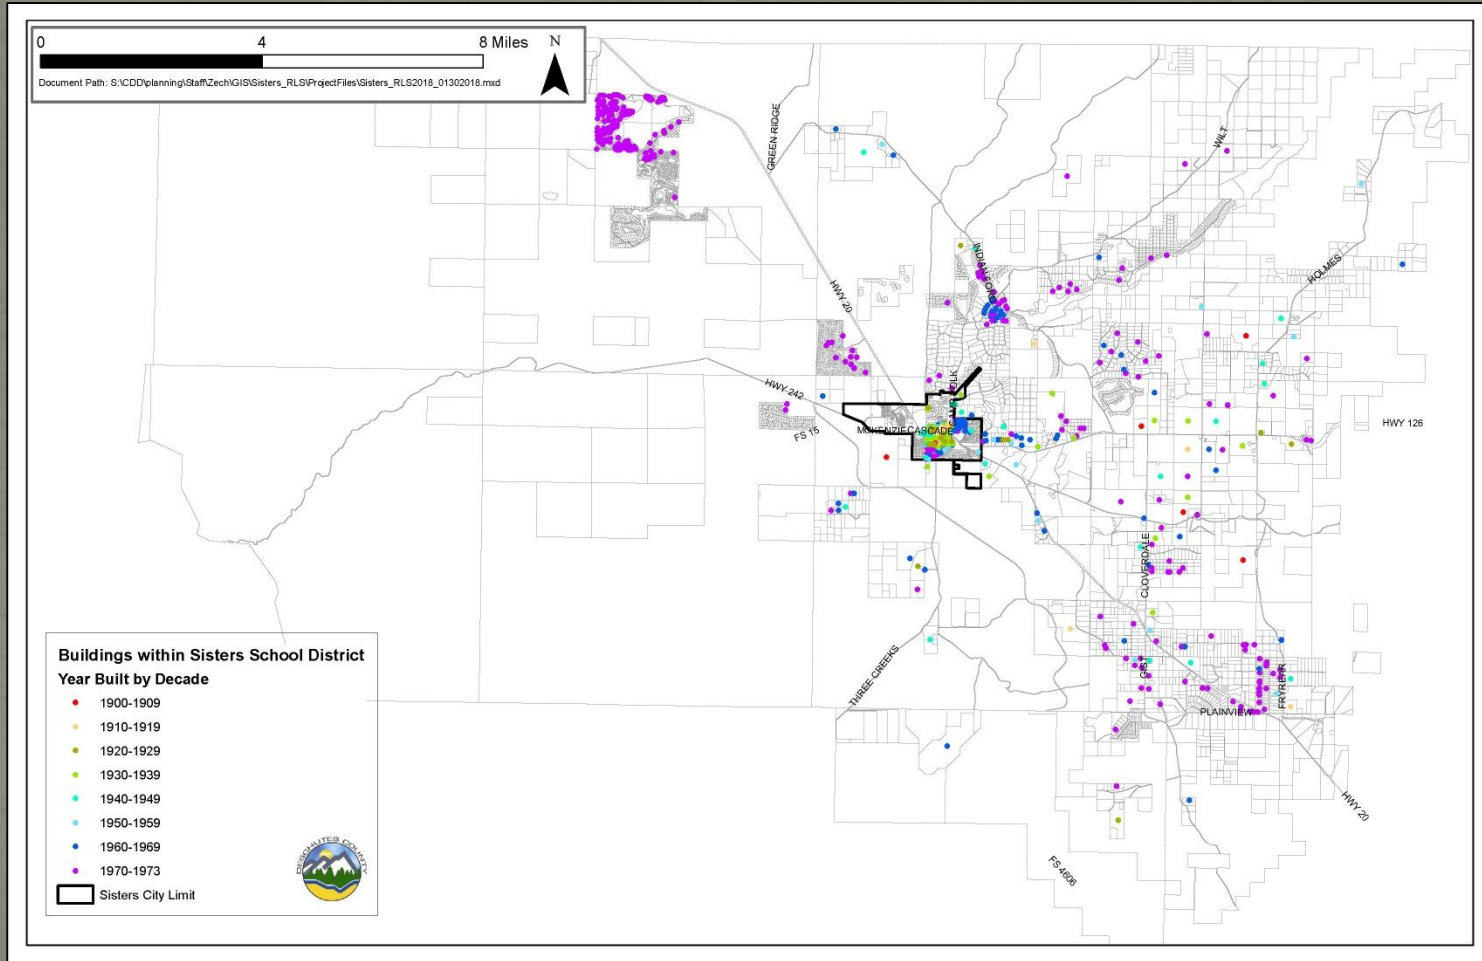 0 4 8 Miles N
Document Path: S:\CDD\planning\Staff\Zech\GIS\Sisters_RLS\ProjectFiles\Sisters_RLS2018_01302018.mxd
GREEN RIDGE
WILT
INDIAN FORD
HOLMES
HWY 20
HWY 242
FS 15
MCKENZIE
CASCADE
HWY 126
CLOVERDALE
THREE CREEKS
GIST
FRYREAR
PLAINVIEW
HWY 20
FS 4606
Buildings within Sisters School District
Year Built by Decade
1900-1909
1910-1919
1920-1929
1930-1939
1940-1949
1950-1959
1960-1969
1970-1973
Sisters City Limit
DESCHUTES COUNTY